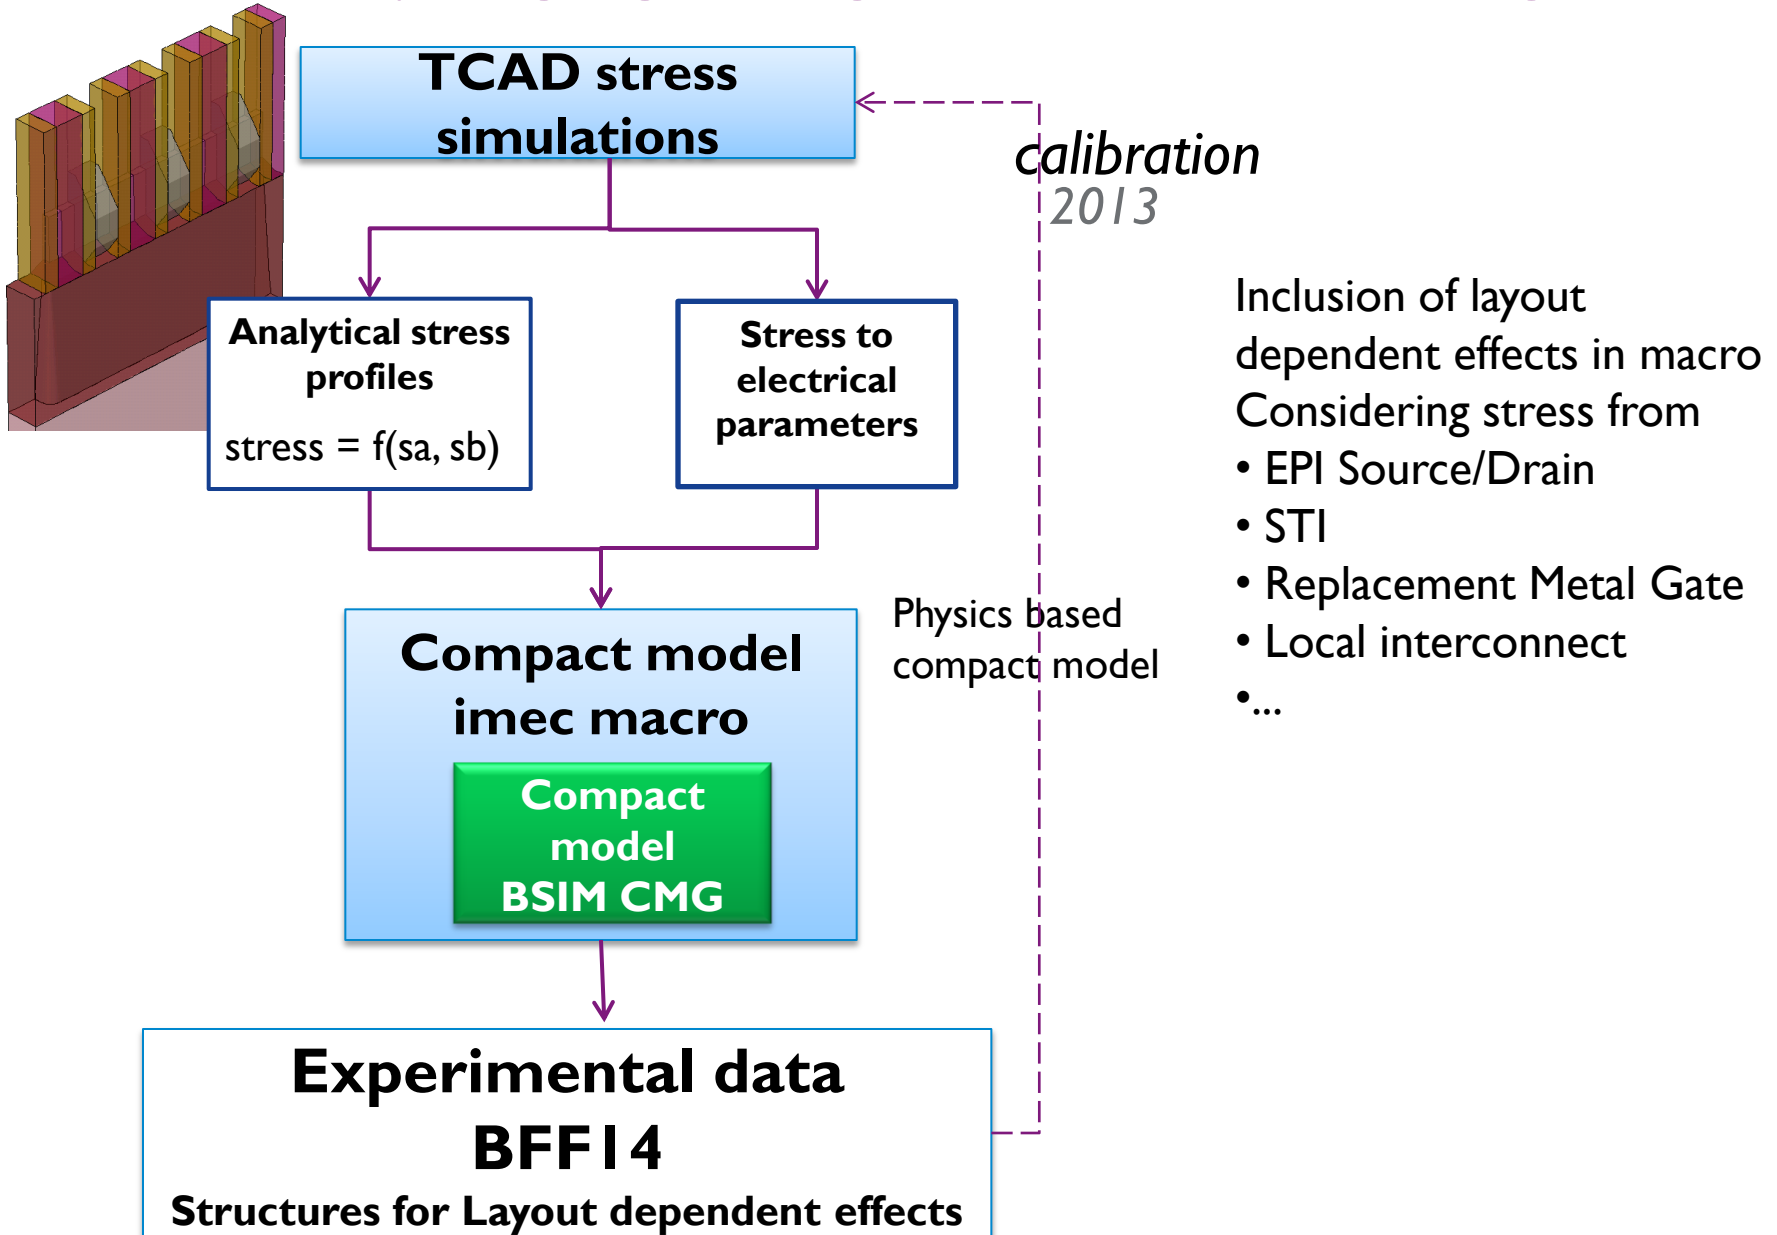 TCAD stress
simulations
calibration
2013
Analytical stress
profiles
stress = f(sa, sb)
Stress to
electrical
parameters
Inclusion of layout
dependent effects in macro
Considering stress from
• EPI Source/Drain
• STI
• Replacement Metal Gate
• Local interconnect
•...
Physics based
compact model
Compact model
imec macro
Compact
model
BSIM CMG
Experimental data
BFF14
Structures for Layout dependent effects